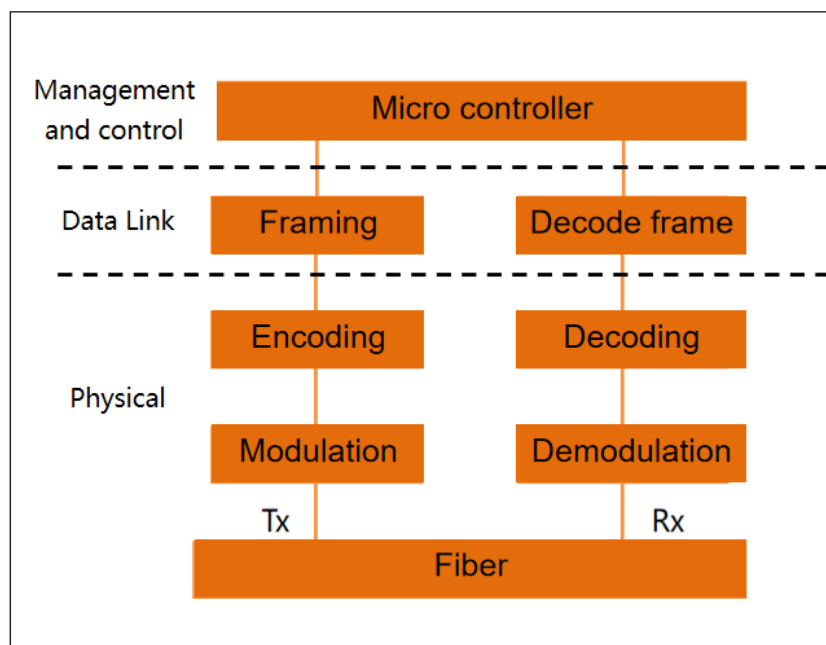 Management
and control
Micro controller
Data Link
Framing
Decode frame
Encoding
Decoding
Physical
Modulation
Demodulation
Tx
Rx
Fiber